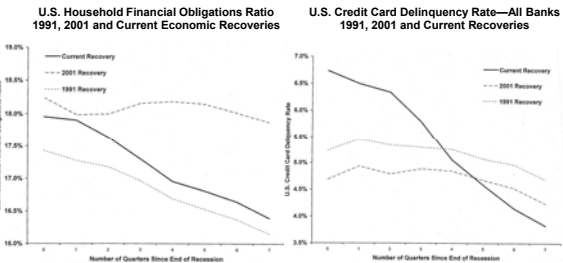 U.S. Household Financial Obligations Ratio
1991, 2001 and Current Economic Recoveries
19.0%
18.5%
18.0%
17.5%
17.0%
16.5%
16.0%
Current Recovery
2001 Recovery
1991 Recovery
0 1 2 3 4 5 6 7
Number of Quarters Since End of Recession
U.S. Credit Card Delinquency Rate—All Banks
1991, 2001 and Current Recoveries
U.S. Credit Card Delinquency Rate
7.0%
6.5%
6.0%
5.5%
5.0%
4.5%
4.0%
3.5%
Current Recovery
2001 Recovery
1991 Recovery
0 1 2 3 4 5 6 7
Number of Quarters Since End of Recession